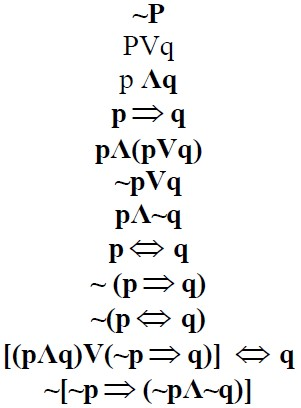 ~P
PVq
p Λq
p ⇒ q
pΛ(pVq)
~pVq
pΛ~q
p ⇔ q
~ (p ⇒ q)
~(p ⇔ q)
[(pΛq)V(~p ⇒ q)] ⇔ q
~[~p ⇒ (~pΛ~q)]